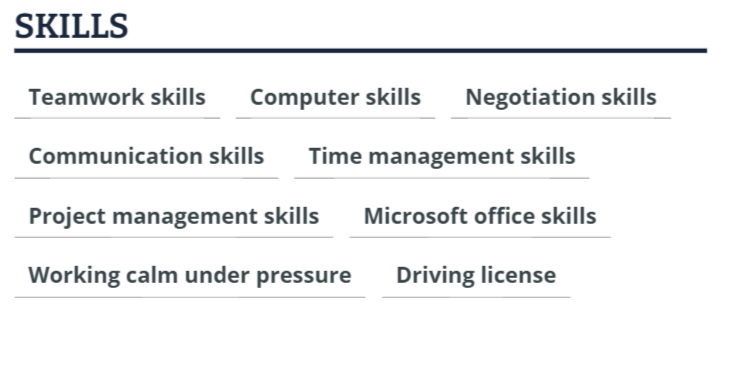 SKILLS
Teamwork skills Computer skills Negotiation skills
Communication skills Time management skills
Project management skills Microsoft office skills
Working calm under pressure Driving license